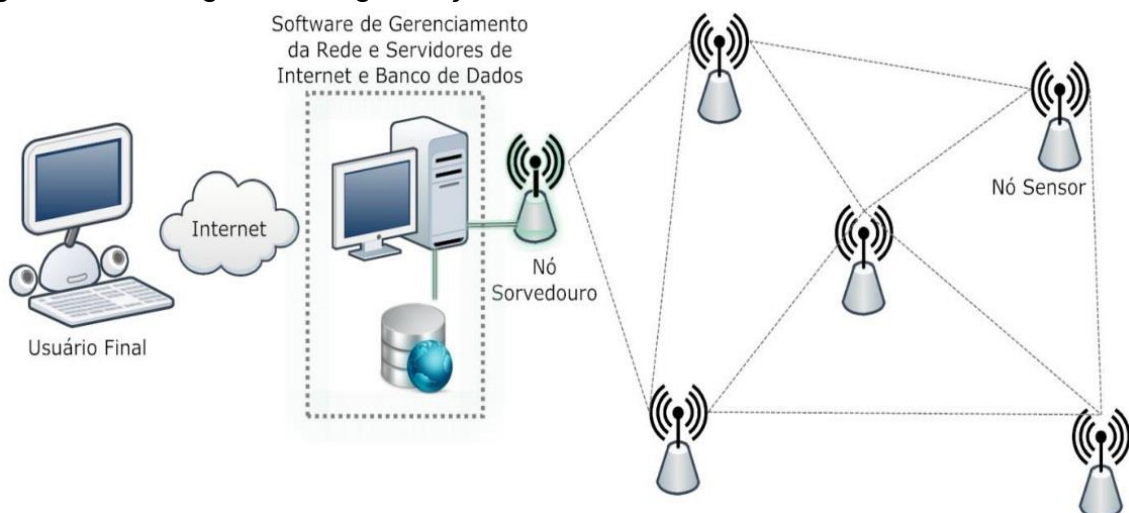 Software de Gerenciamento
da Rede e Servidores de
Internet e Banco de Dados
Internet
Usuário Final
Nó
Sorvedouro
Nó Sensor